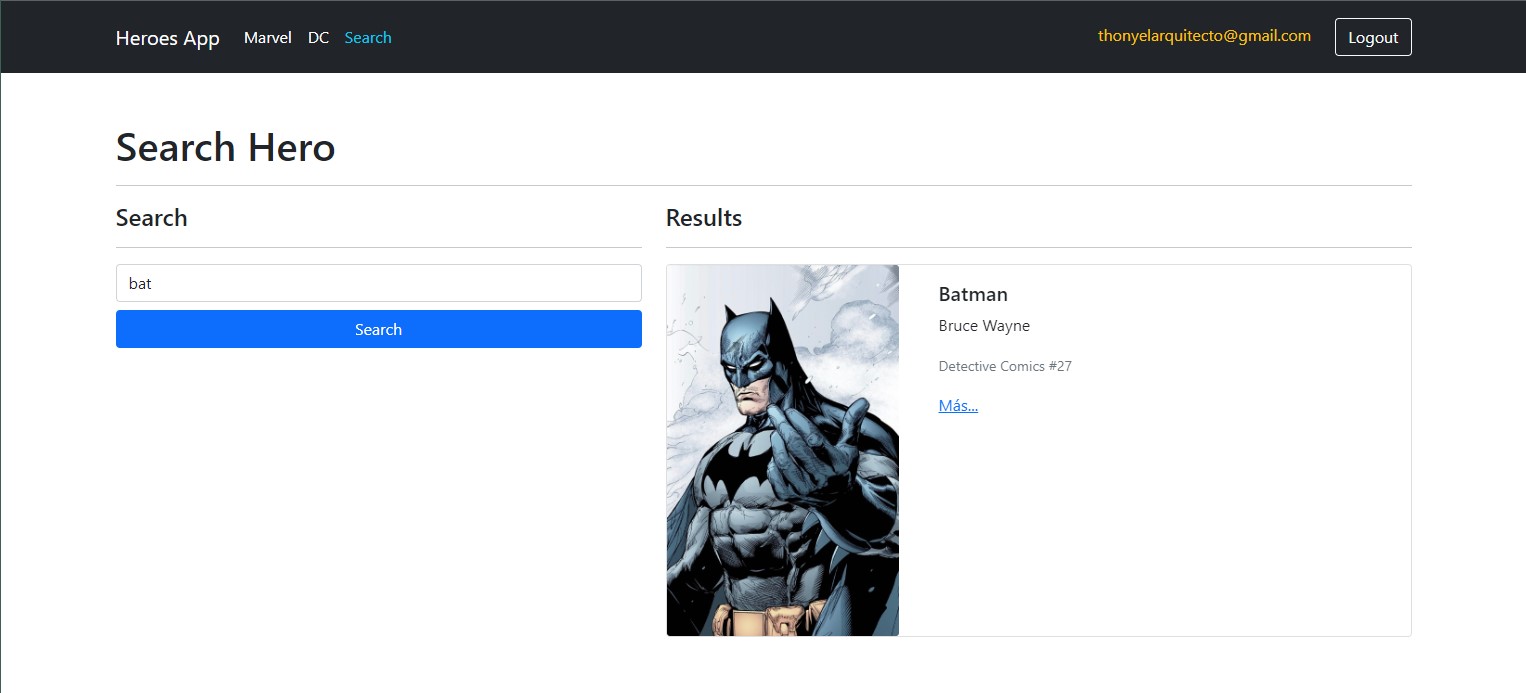 Heroes App Marvel DC Search thonyelarquitecto@gmail.com Logout
Search Hero
Search
bat
Search
Results
Batman
Bruce Wayne
Detective Comics #27
Más...